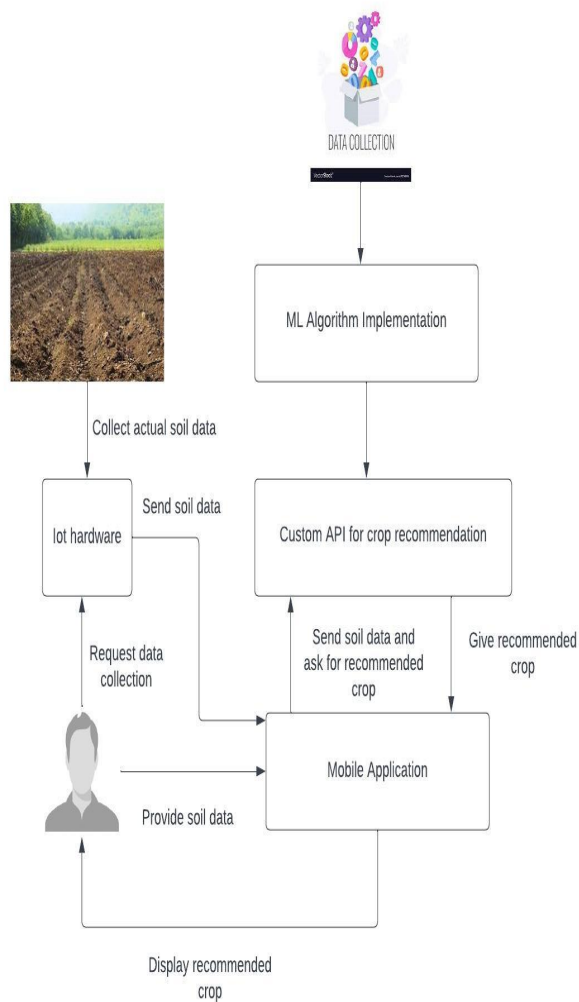 DATA COLLECTION
VectorStock
ML Algorithm Implementation
Collect actual soil data
Send soil data
Iot hardware
Custom API for crop recommendation
Request data
collection
Send soil data and
ask for recommended
crop
Give recommended
crop
Mobile Application
Provide soil data
Display recommended
crop